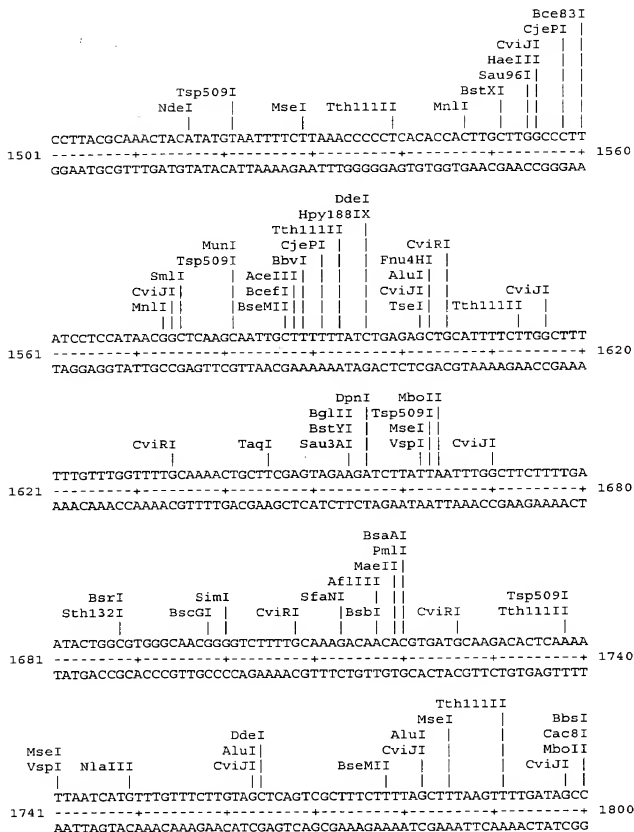 Bce83I
CjePI
CviJI
HaeIII
Sau96I
Tsp509I BstXI
NdeI MseI Tth111II MnlI
CCTTACGCAAACTACATATGTAATTTTCTTAAACCCCCTCACACCACTTGCTTGGCCCTT
1501 ---------+---------+---------+---------+---------+---------+ 1560
GGAATGCGTTTGATGTATACATTAAAAGAATTTGGGGGAGTGTGGTGAACGAACCGGGAA
DdeI
Hpy188IX
Tth111II
MunI CjePI CviRI
Tsp509I BbvI Fnu4HI
SmlI AceIII AluI
CviJI BcefI CviJI CviJI
MnlI BseMII TseI Tth111II
ATCCTCCATAACGGCTCAAGCAATTGCTTTTTTATCTGAGAGCTGCATTTTCTTGGCTTT
1561 ---------+---------+---------+---------+---------+---------+ 1620
TAGGAGGTATTGCCGAGTTCGTTAACGAAAAAATAGACTCTCGACGTAAAAGAACCGAAA
DpnI MboII
BglII Tsp509I
BstYI MseI
CviRI TaqI Sau3AI VspI CviJI
TTTGTTTGGTTTTGCAAAACTGCTTCGAGTAGAAGATCTTATTAATTTGGCTTCTTTTGA
1621 ---------+---------+---------+---------+---------+---------+ 1680
AAACAAACCAAAACGTTTTGACGAAGCTCATCTTCTAGAATAATTAAACCGAAGAAAACT
BsaAI
PmlI
MaeII
AflIII
BsrI SimI SfaNI Tsp509I
Sth132I BscGI CviRI BsbI CviRI Tth111II
ATACTGGCGTGGGCAACGGGGTCTTTTGCAAAGACAACACGTGATGCAAGACACTCAAAA
1681 ---------+---------+---------+---------+---------+---------+ 1740
TATGACCGCACCCGTTGCCCCAGAAAACGTTTCTGTTGTGCACTACGTTCTGTGAGTTTT
Tth111II
MseI BbsI
DdeI AluI Cac8I
MseI AluI CviJI MboII
VspI NlaIII CviJI BseMII CviJI
TTAATCATGTTTGTTTCTTGTAGCTCAGTCGCTTTCTTTTAGCTTTAAGTTTTGATAGCC
1741 ---------+---------+---------+---------+---------+---------+ 1800
AATTAGTACAAACAAAGAACATCGAGTCAGCGAAAGAAAATCGAAATTCAAAACTATCGG